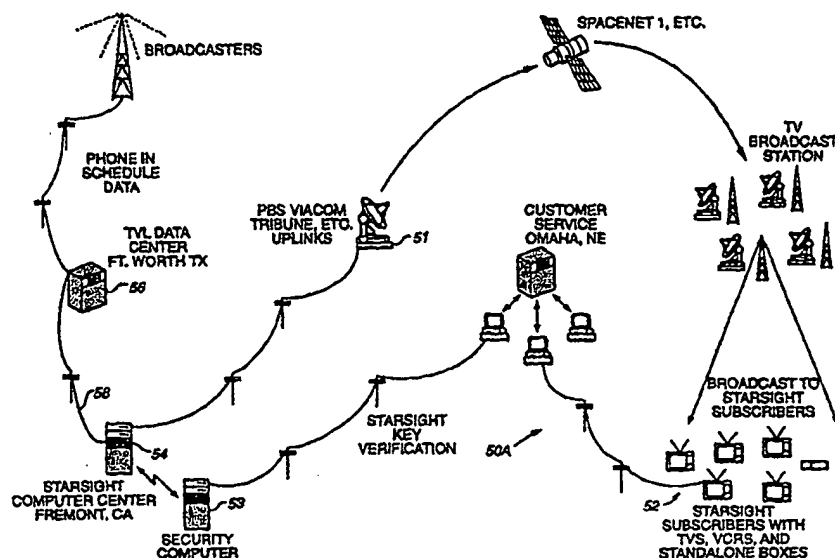 BROADCASTERS
SPACENET 1, ETC.
PHONE IN
SCHEDULE
DATA
TV
BROADCAST
STATION
PBS VIACOM
TRIBUNE, ETC.
UPLINKS
51
CUSTOMER
SERVICE
OMAHA, NE
TVL DATA
CENTER
FT. WORTH TX
56
58
54
STARSIGHT
COMPUTER CENTER
FREMONT, CA
53
SECURITY
COMPUTER
STARSIGHT
KEY
VERIFICATION
50A
BROADCAST TO
STARSIGHT
SUBSCRIBERS
52
STARSIGHT
SUBSCRIBERS WITH
TVS, VCRS, AND
STANDALONE BOXES